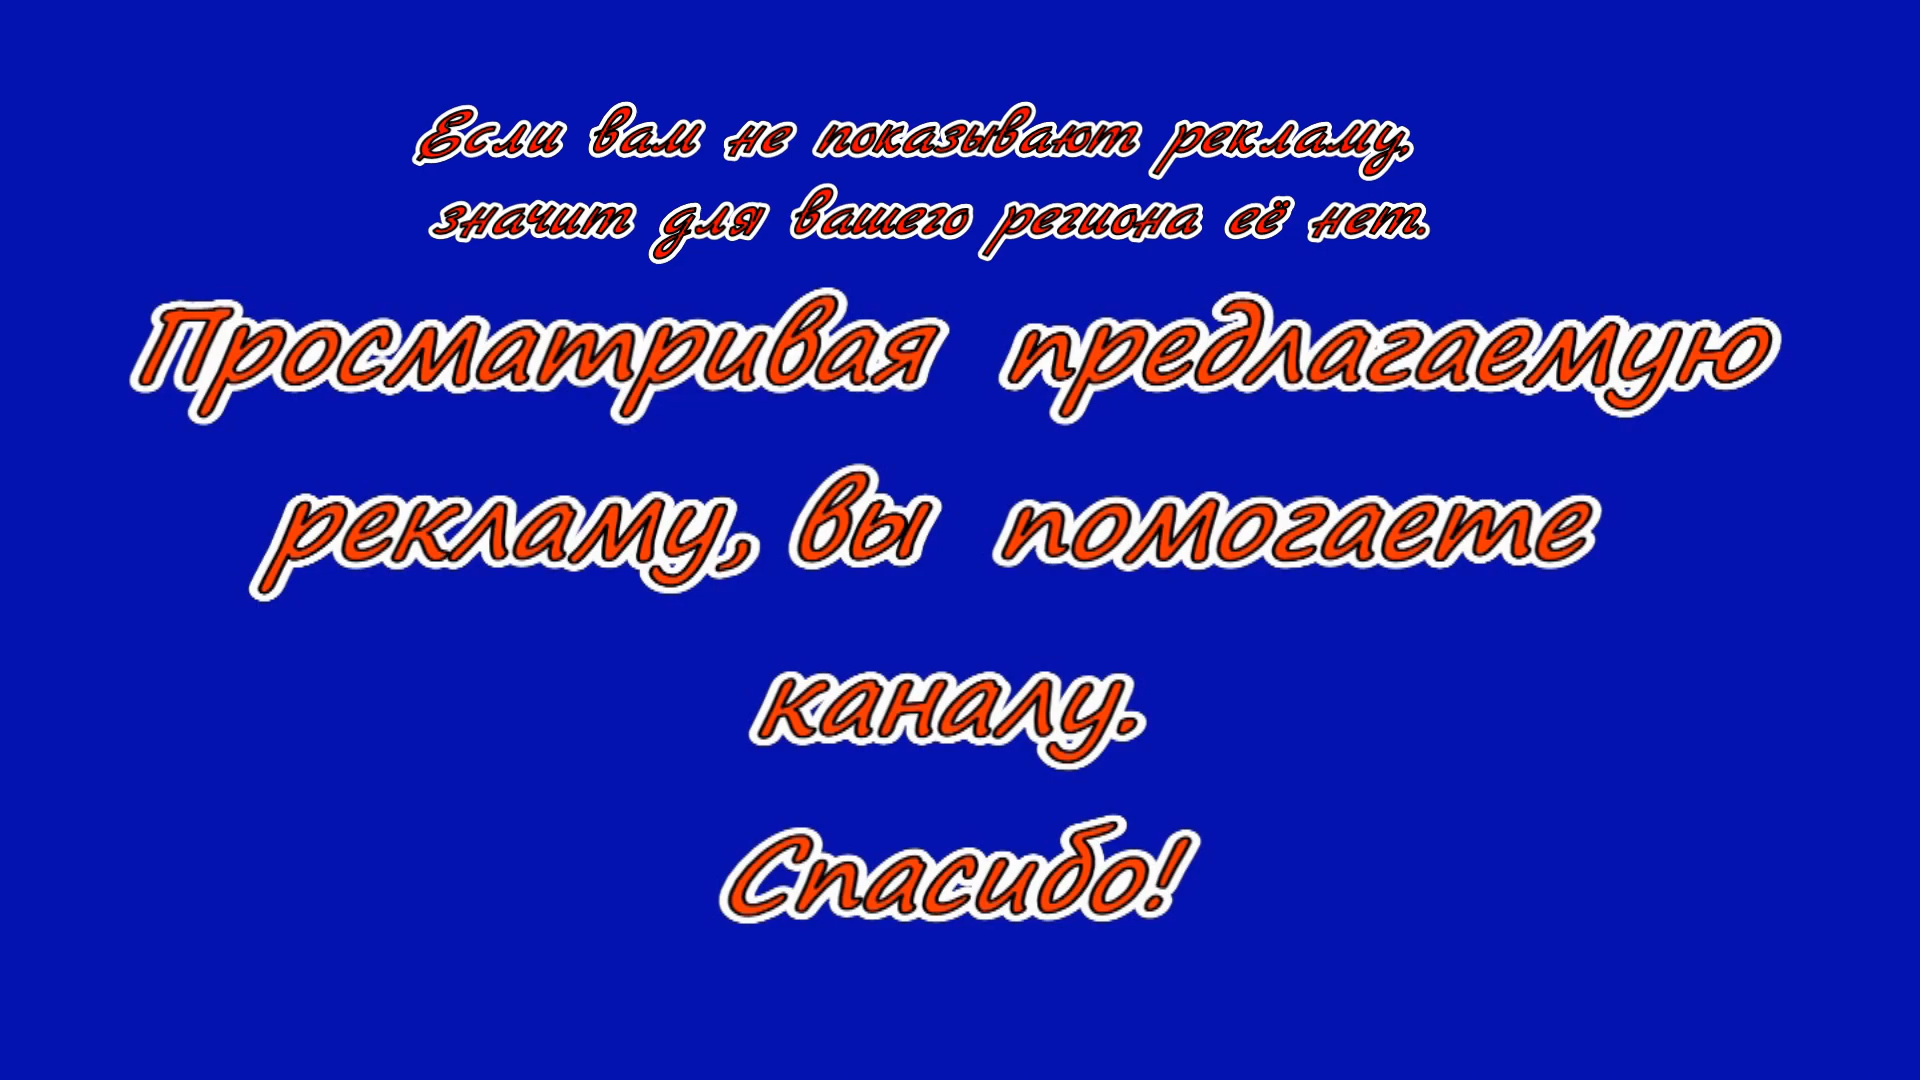 Если вам не показывают рекламу,
значит для вашего региона её нет.
Просматривая предлагаемую
рекламу, вы помогаете
каналу.
Спасибо!